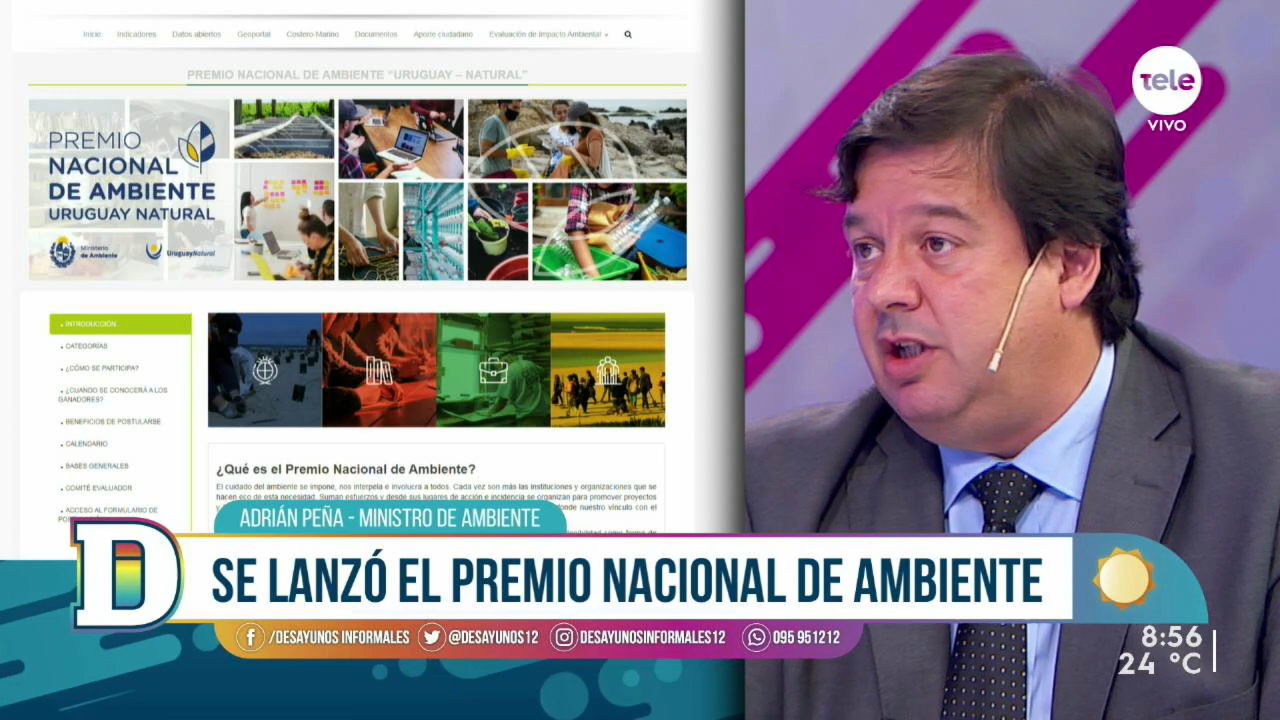 Inicio Indicadores Datos abiertos Geoportal Costero-Marino Documentos Aporte ciudadano Evaluación de Impacto Ambiental
PREMIO NACIONAL DE AMBIENTE "URUGUAY – NATURAL"
PREMIO
NACIONAL
DE AMBIENTE
URUGUAY NATURAL
Ministerio
de Ambiente
UruguayNatural
INTRODUCCIÓN
CATEGORÍAS
¿CÓMO SE PARTICIPA?
¿CUANDO SE CONOCERÁ A LOS
GANADORES?
BENEFICIOS DE POSTULARSE
CALENDARIO
BASES GENERALES
COMITÉ EVALUADOR
ACCESO AL FORMULARIO DE
¿Qué es el Premio Nacional de Ambiente?
El cuidado del ambiente se impone, nos interpela e involucra a todos. Cada vez son más las instituciones y organizaciones que se
hacen eco de esta necesidad. Suman esfuerzos y desde sus lugares de acción e incidencia se organizan para promover proyectos
donde nuestro vínculo con el
tele
VIVO
ADRIÁN PEÑA - MINISTRO DE AMBIENTE
D
SE LANZÓ EL PREMIO NACIONAL DE AMBIENTE
/DESAYUNOS INFORMALES @DESAYUNOS12 DESAYUNOSINFORMALES12 095 951212
8:56
24 °C